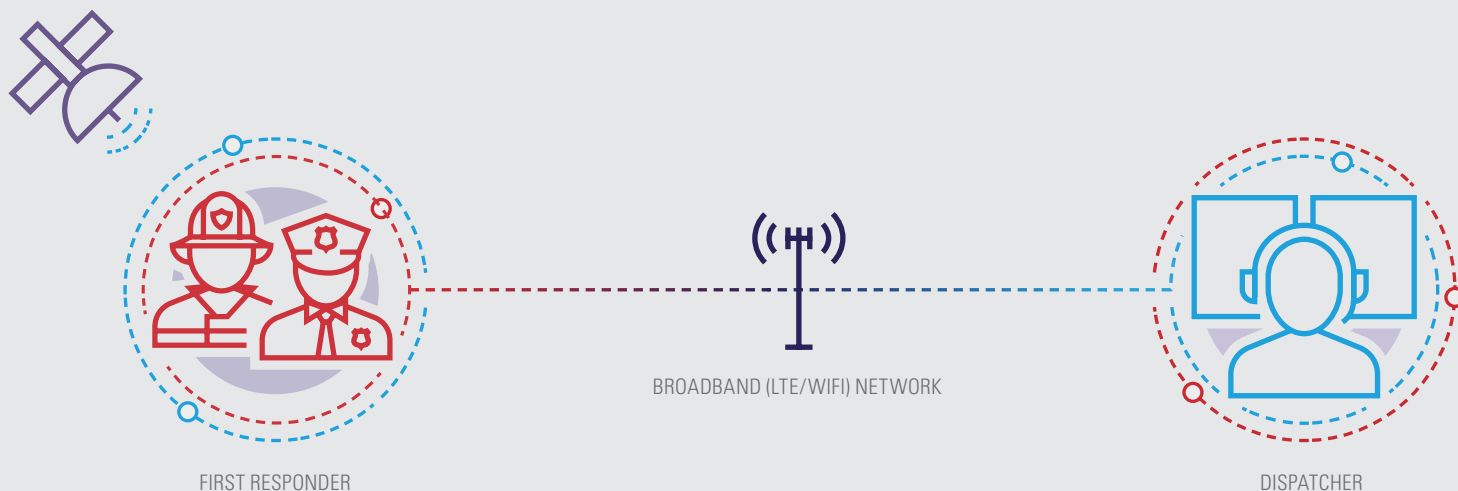 BROADBAND (LTE/WIFI) NETWORK
FIRST RESPONDER
DISPATCHER